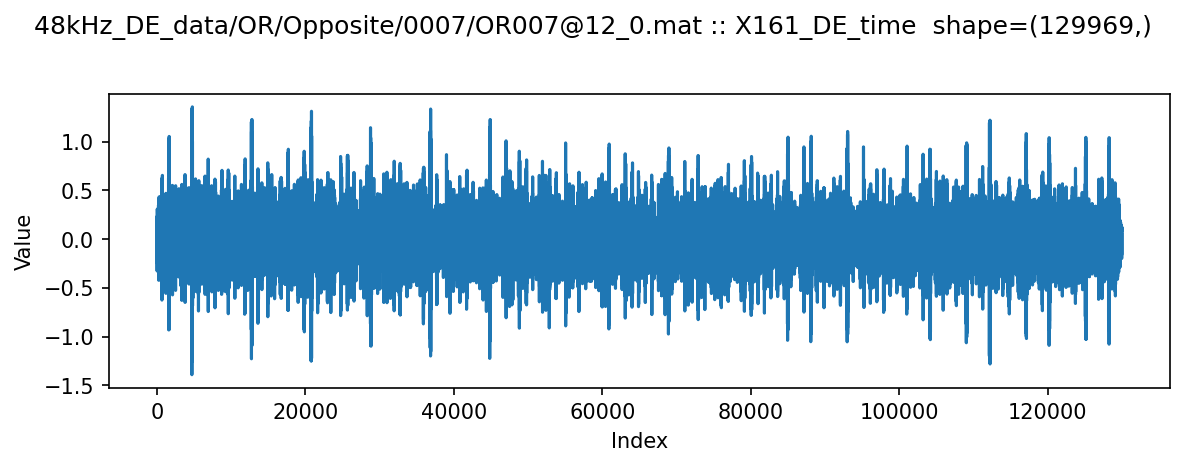 48kHz_DE_data/OR/Opposite/0007/OR007@12_0.mat :: X161_DE_time  shape=(129969,)
1.0
0.5
0.0
−0.5
−1.0
−1.5
Value
0 20000 40000 60000 80000 100000 120000
Index